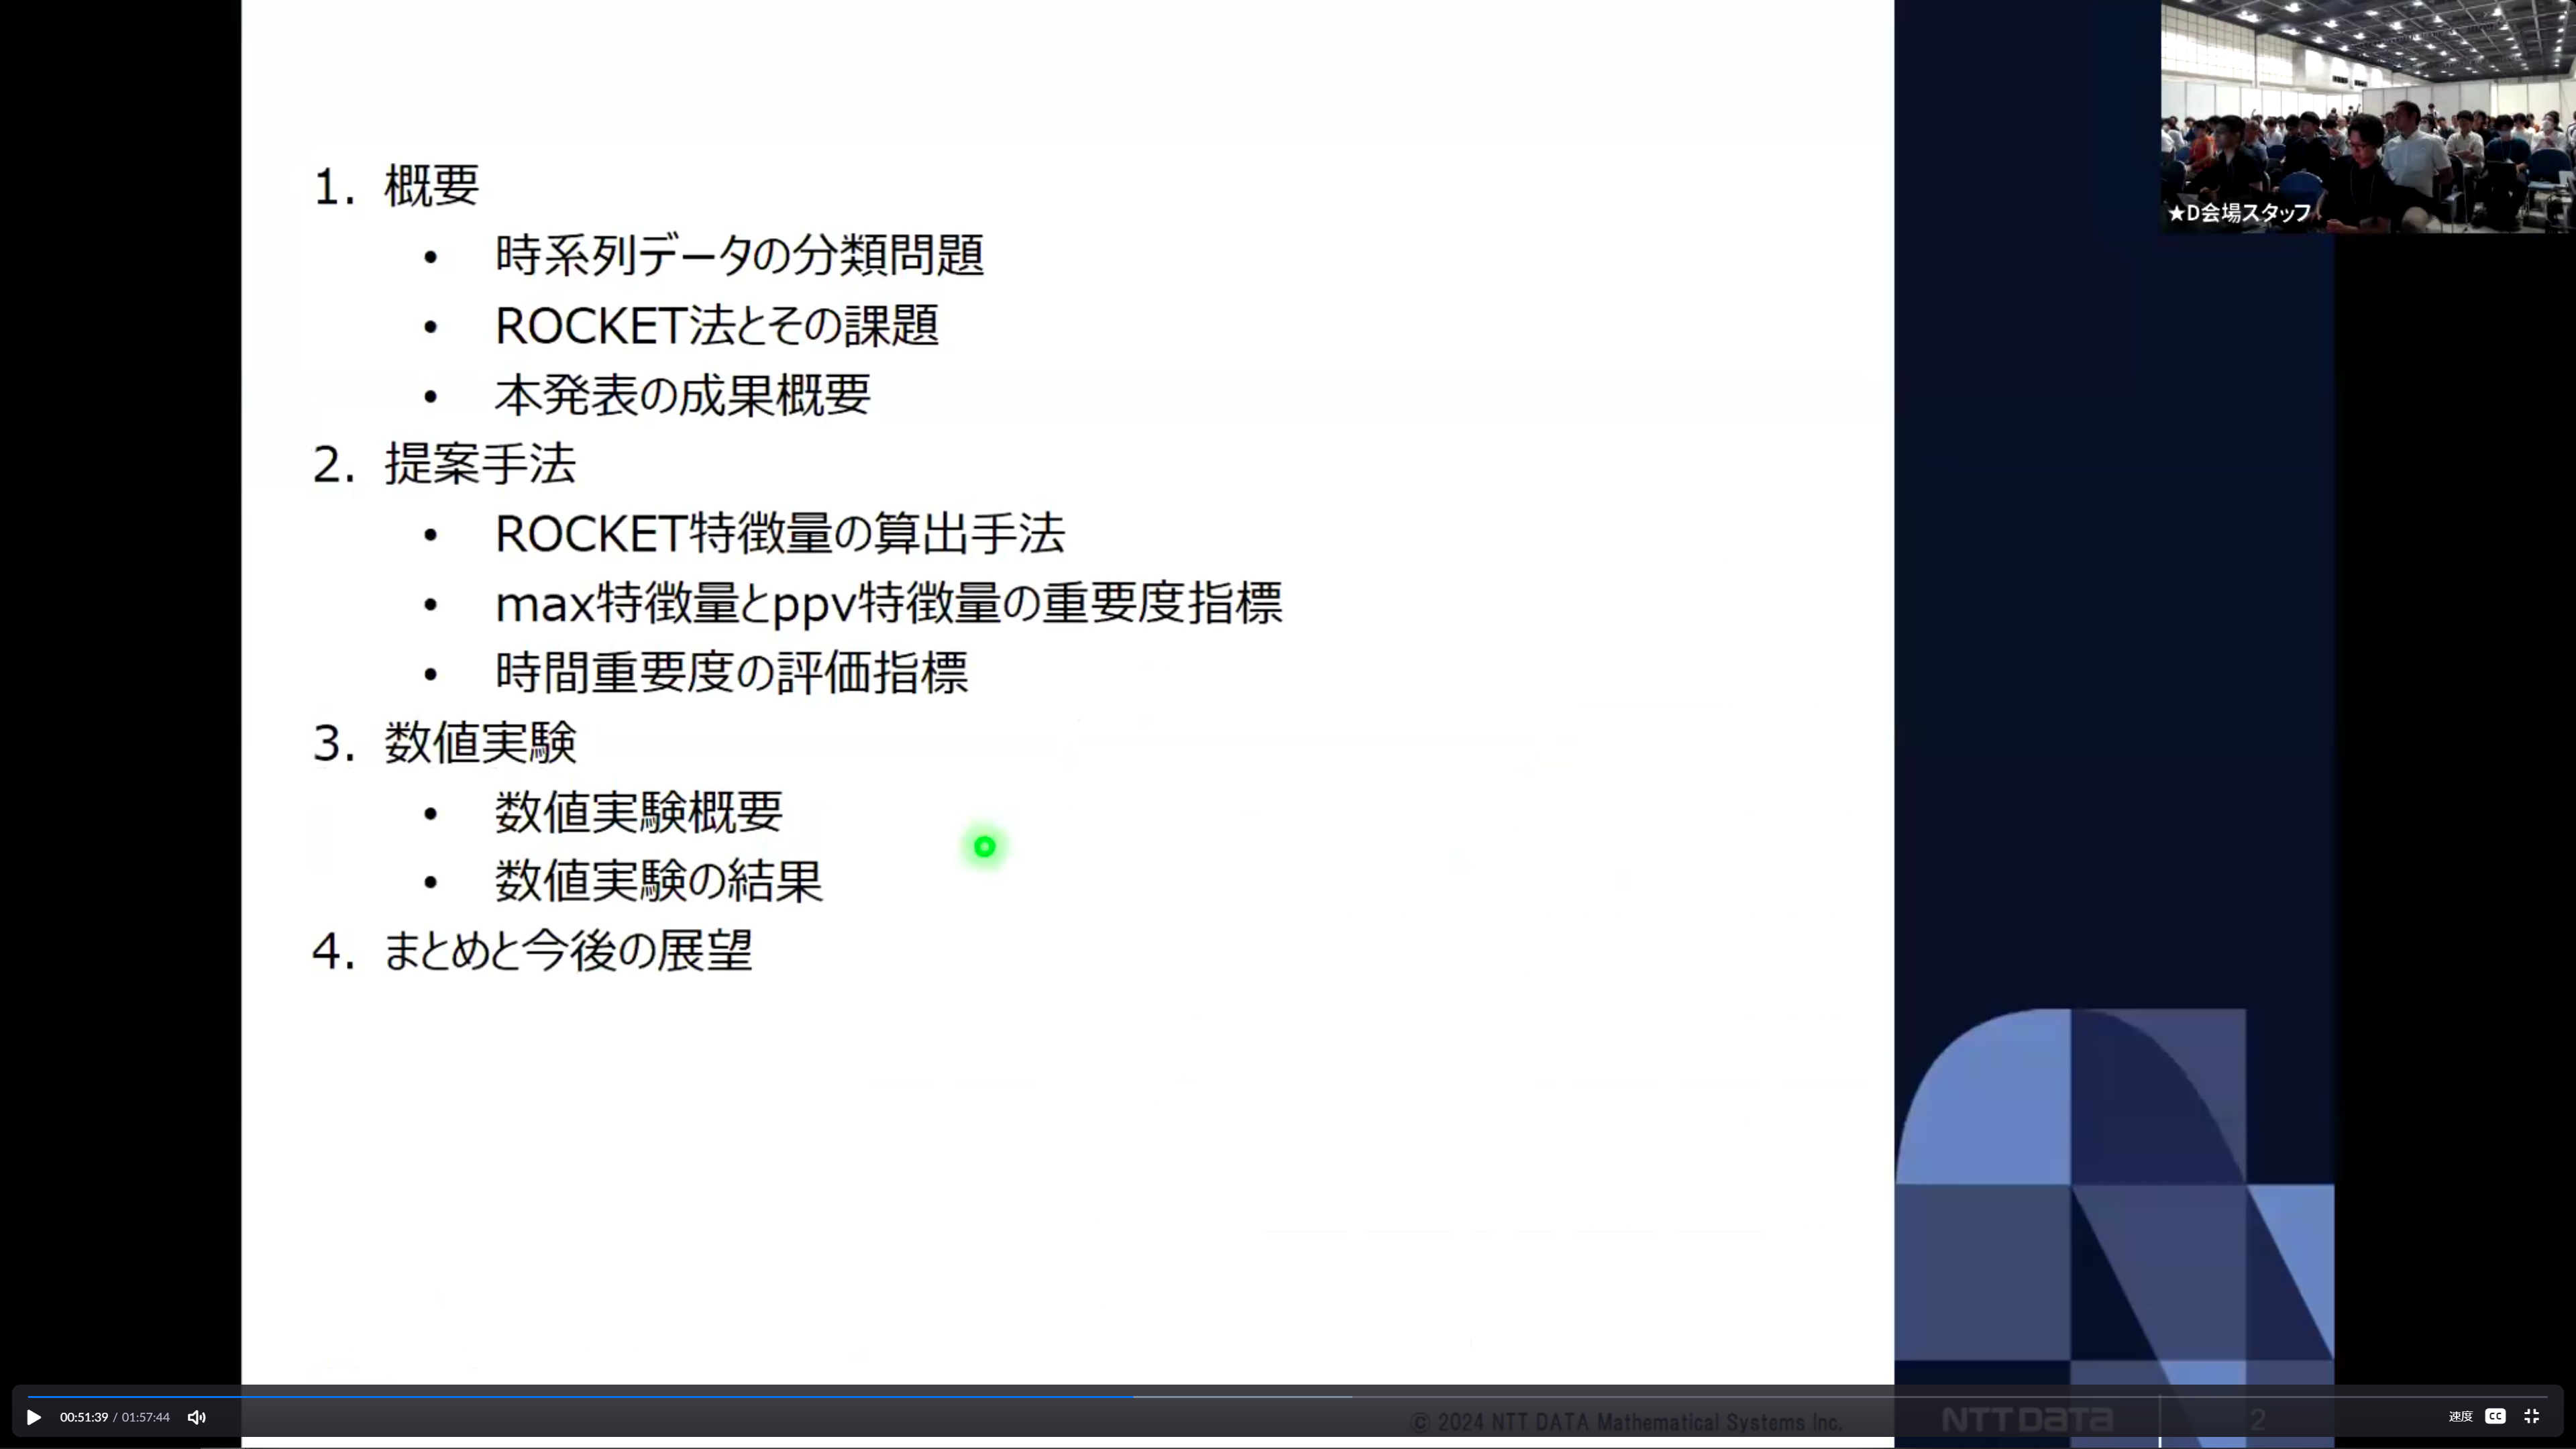 ★D会場スタッフ
1. 概要
• 時系列データの分類問題
• ROCKET法とその課題
• 本発表の成果概要
2. 提案手法
• ROCKET特徴量の算出手法
• max特徴量とppv特徴量の重要度指標
• 時間重要度の評価指標
3. 数値実験
• 数値実験概要
• 数値実験の結果
4. まとめと今後の展望
© 2024 NTT DATA Mathematical Systems Inc.
NTT DATA
2
00:51:39 / 01:57:44
速度
CC